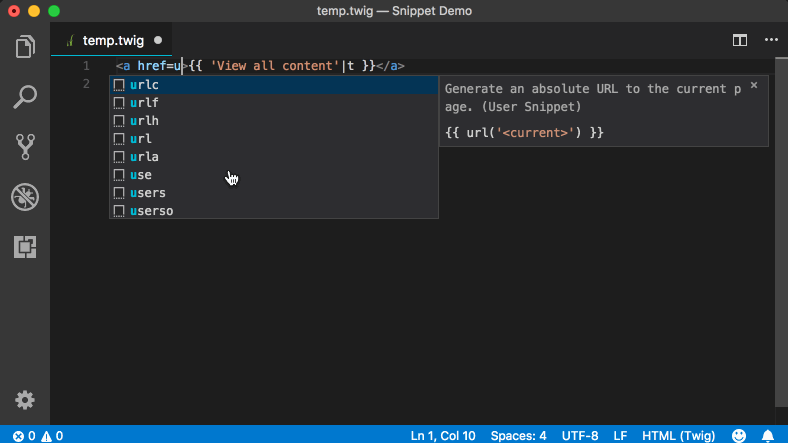 temp.twig — Snippet Demo
temp.twig
1 <a href=u>{{ 'View all content'|t }}</a>
2
urlc
urlf
urlh
url
urla
use
users
userso
Generate an absolute URL to the current p
age. (User Snippet)
{{ url('<current>') }}
0 0 Ln 1, Col 10 Spaces: 4 UTF-8 LF HTML (Twig)